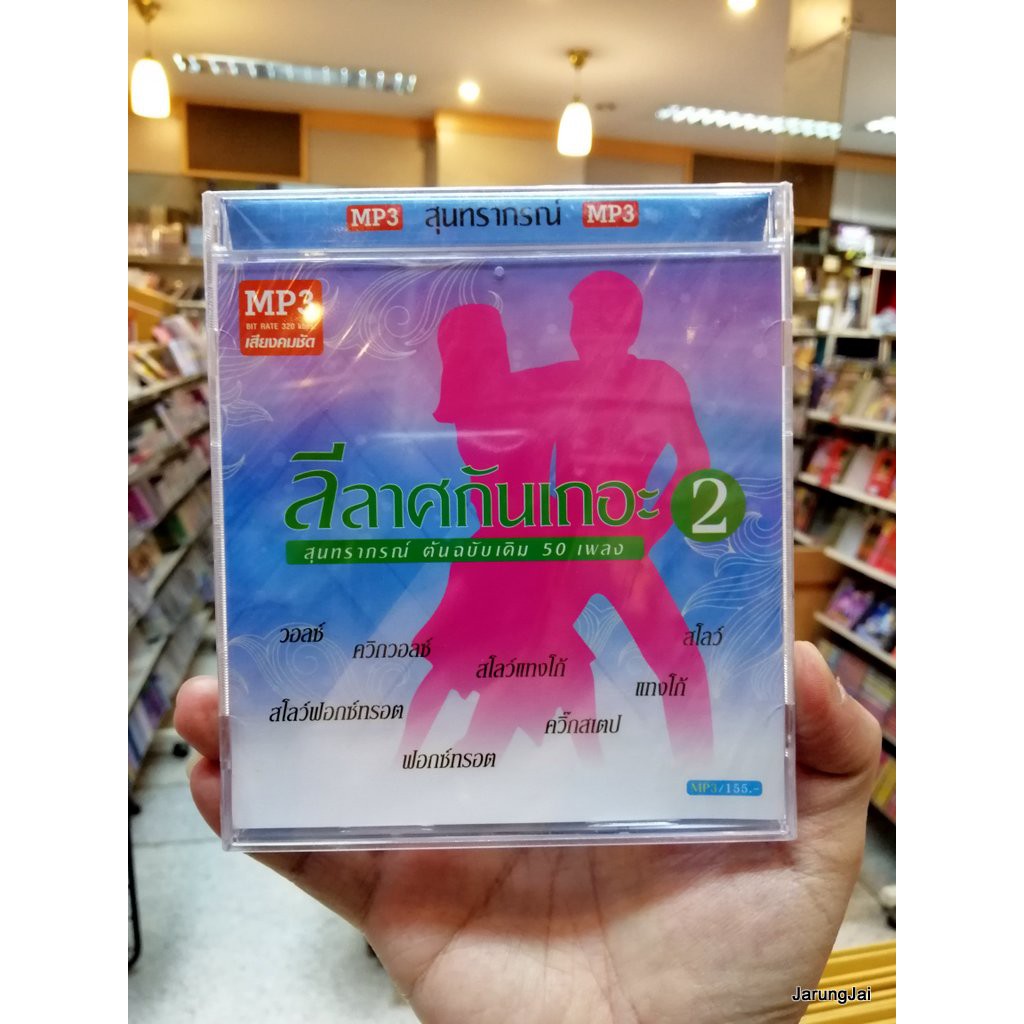 MP3 สุนทราภรณ์ MP3
MP3
BIT RATE 320
เสียงคมชัด
ลีลาศกันเถอะ 2
สุนทราภรณ์ ต้นฉบับเดิม 50 เพลง
วอลซ์
ควิกวอลซ์
สโลว์แทงโก้
สโลว์
แทงโก้
สโลว์ฟอกซ์ทรอต
ควิ๊กสเตป
ฟอกซ์ทรอต
MP3/155.-
JarungJai